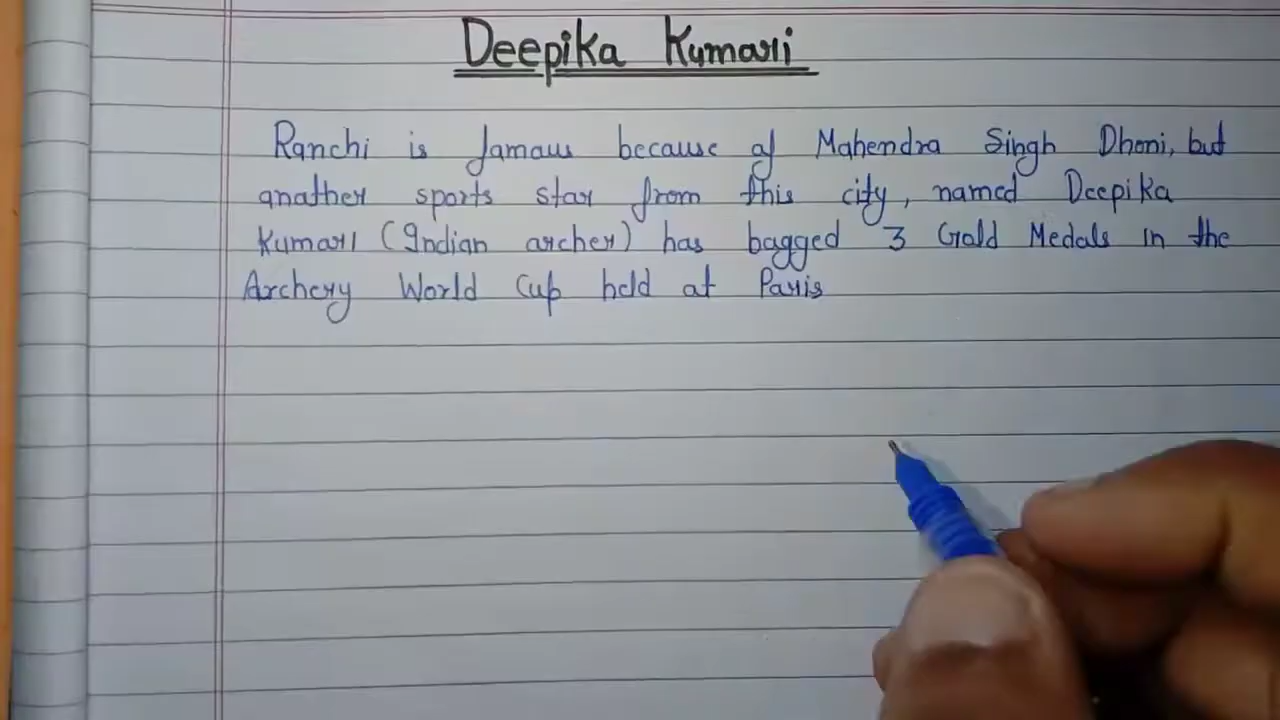 Deepika Kumari
Ranchi is famous because of Mahendra Singh Dhoni, but
another sports star from this city, named Deepika
Kumari (Indian archer) has bagged 3 Gold Medals in the
Archery World Cup held at Paris